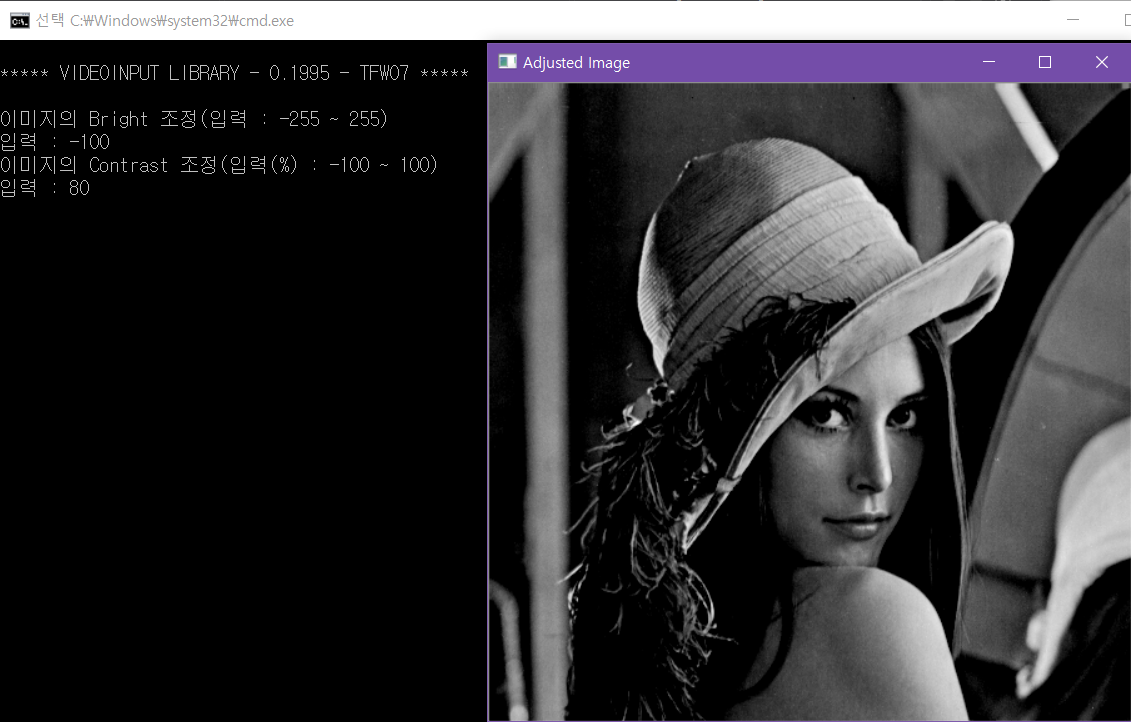 선택 C:\Windows\system32\cmd.exe
***** VIDEOINPUT LIBRARY - 0.1995 - TFW07 *****
이미지의 Bright 조정(입력 : -255 ~ 255)
입력 : -100
이미지의 Contrast 조정(입력(%) : -100 ~ 100)
입력 : 80
Adjusted Image